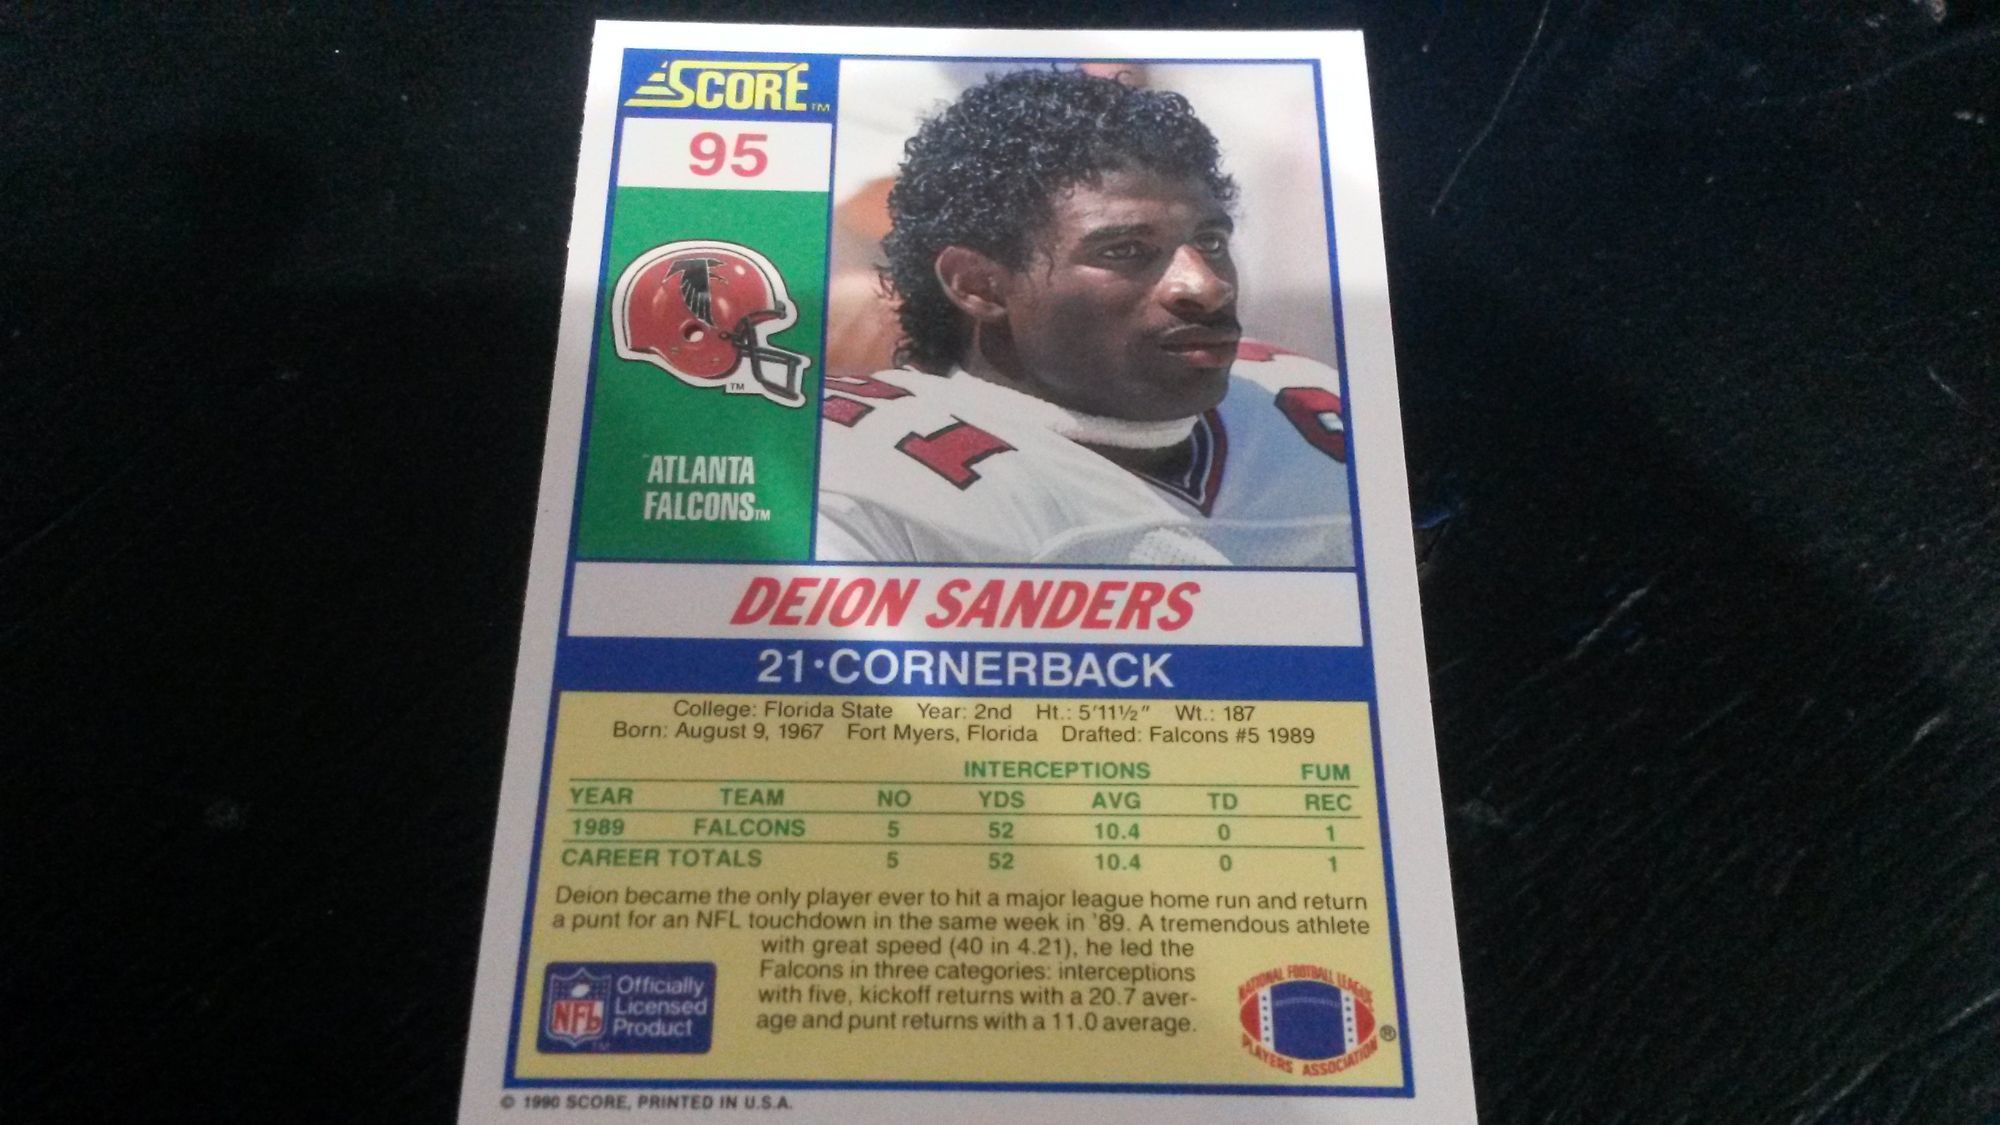 SCORE™
95
ATLANTA
FALCONS™
21
DEION SANDERS
21·CORNERBACK
College: Florida State Year: 2nd Ht.: 5'11½" Wt.: 187
Born: August 9, 1967 Fort Myers, Florida Drafted: Falcons #5 1989
INTERCEPTIONS FUM
YEAR TEAM NO YDS AVG TD REC
1989 FALCONS 5 52 10.4 0 1
CAREER TOTALS 5 52 10.4 0 1
Deion became the only player ever to hit a major league home run and return
a punt for an NFL touchdown in the same week in '89. A tremendous athlete
with great speed (40 in 4.21), he led the
Falcons in three categories: interceptions
with five, kickoff returns with a 20.7 aver-
age and punt returns with a 11.0 average.
NFL
Officially
Licensed
Product
TM
NATIONAL FOOTBALL LEAGUE
PLAYERS ASSOCIATION
®
© 1990 SCORE, PRINTED IN U.S.A.